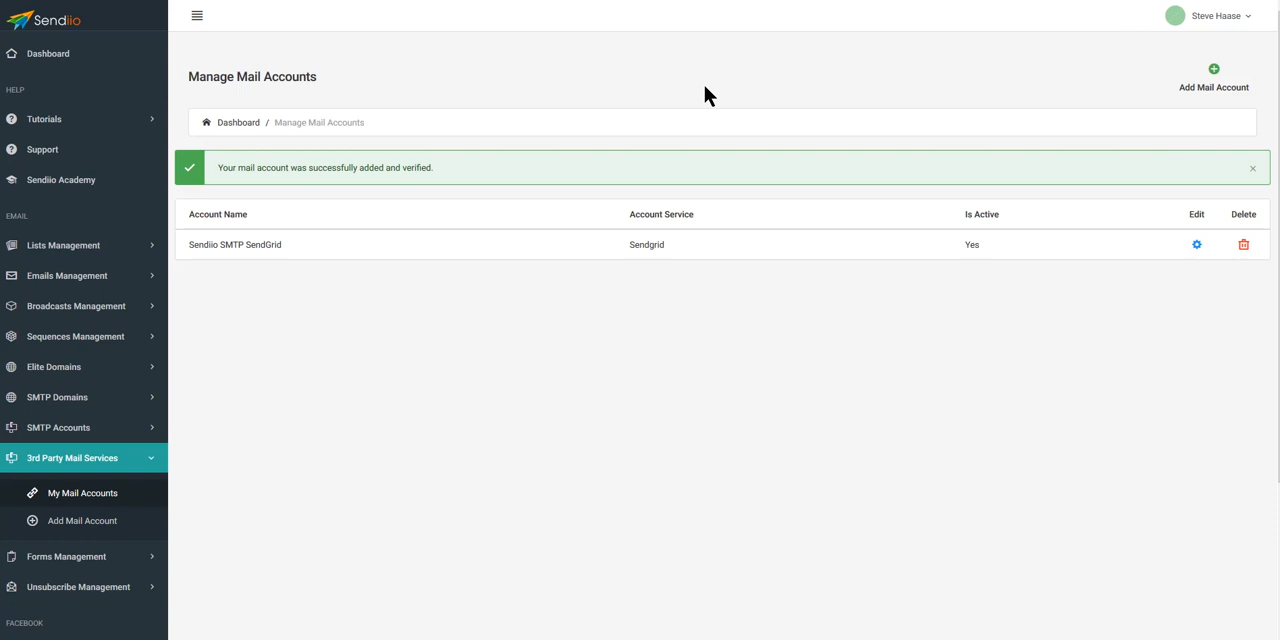 Sendiio
Steve Haase
Dashboard
HELP
Tutorials
Support
Sendiio Academy
EMAIL
Lists Management
Emails Management
Broadcasts Management
Sequences Management
Elite Domains
SMTP Domains
SMTP Accounts
3rd Party Mail Services
My Mail Accounts
Add Mail Account
Forms Management
Unsubscribe Management
FACEBOOK
Manage Mail Accounts
Add Mail Account
Dashboard / Manage Mail Accounts
Your mail account was successfully added and verified.
Account Name Account Service Is Active Edit Delete
Sendiio SMTP SendGrid Sendgrid Yes